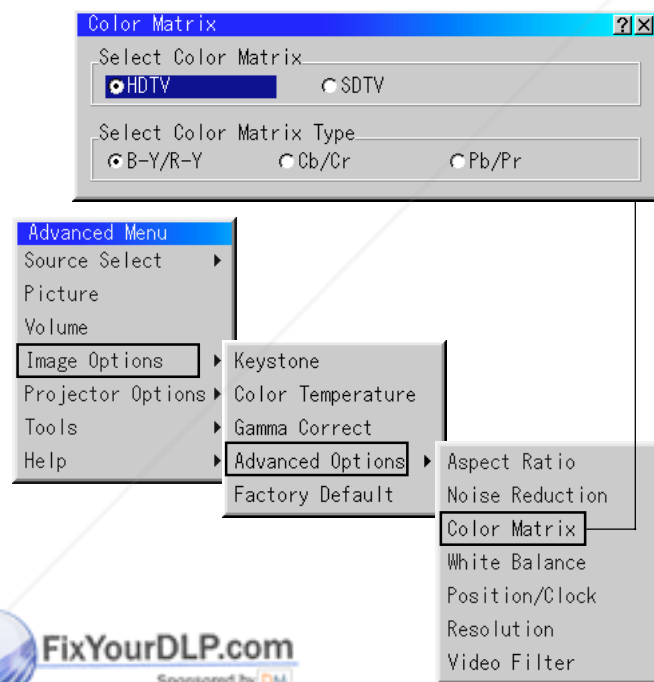 Color Matrix ? ×
Select Color Matrix
HDTV SDTV
Select Color Matrix Type
B-Y/R-Y Cb/Cr Pb/Pr
Advanced Menu
Source Select
Picture
Volume
Image Options
Projector Options
Tools
Help
Keystone
Color Temperature
Gamma Correct
Advanced Options
Factory Default
Aspect Ratio
Noise Reduction
Color Matrix
White Balance
Position/Clock
Resolution
Video Filter
FixYourDLP.com
Sponsored by